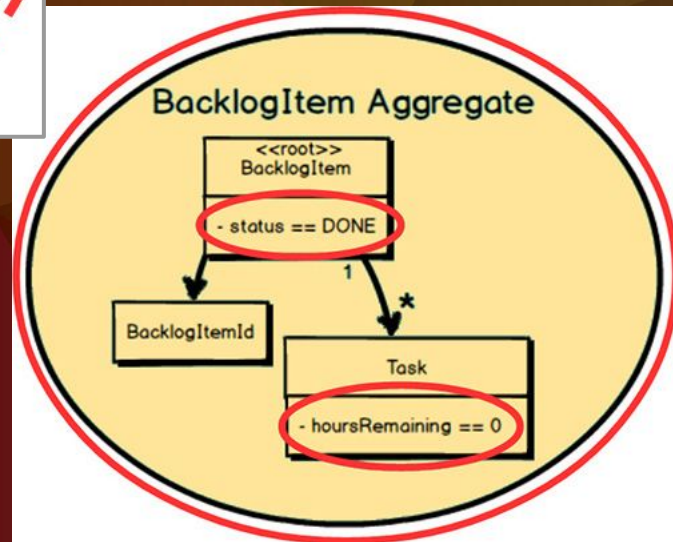 BacklogItem Aggregate
<<root>>
BacklogItem
- status == DONE
1
*
BacklogItemId
Task
- hoursRemaining == 0